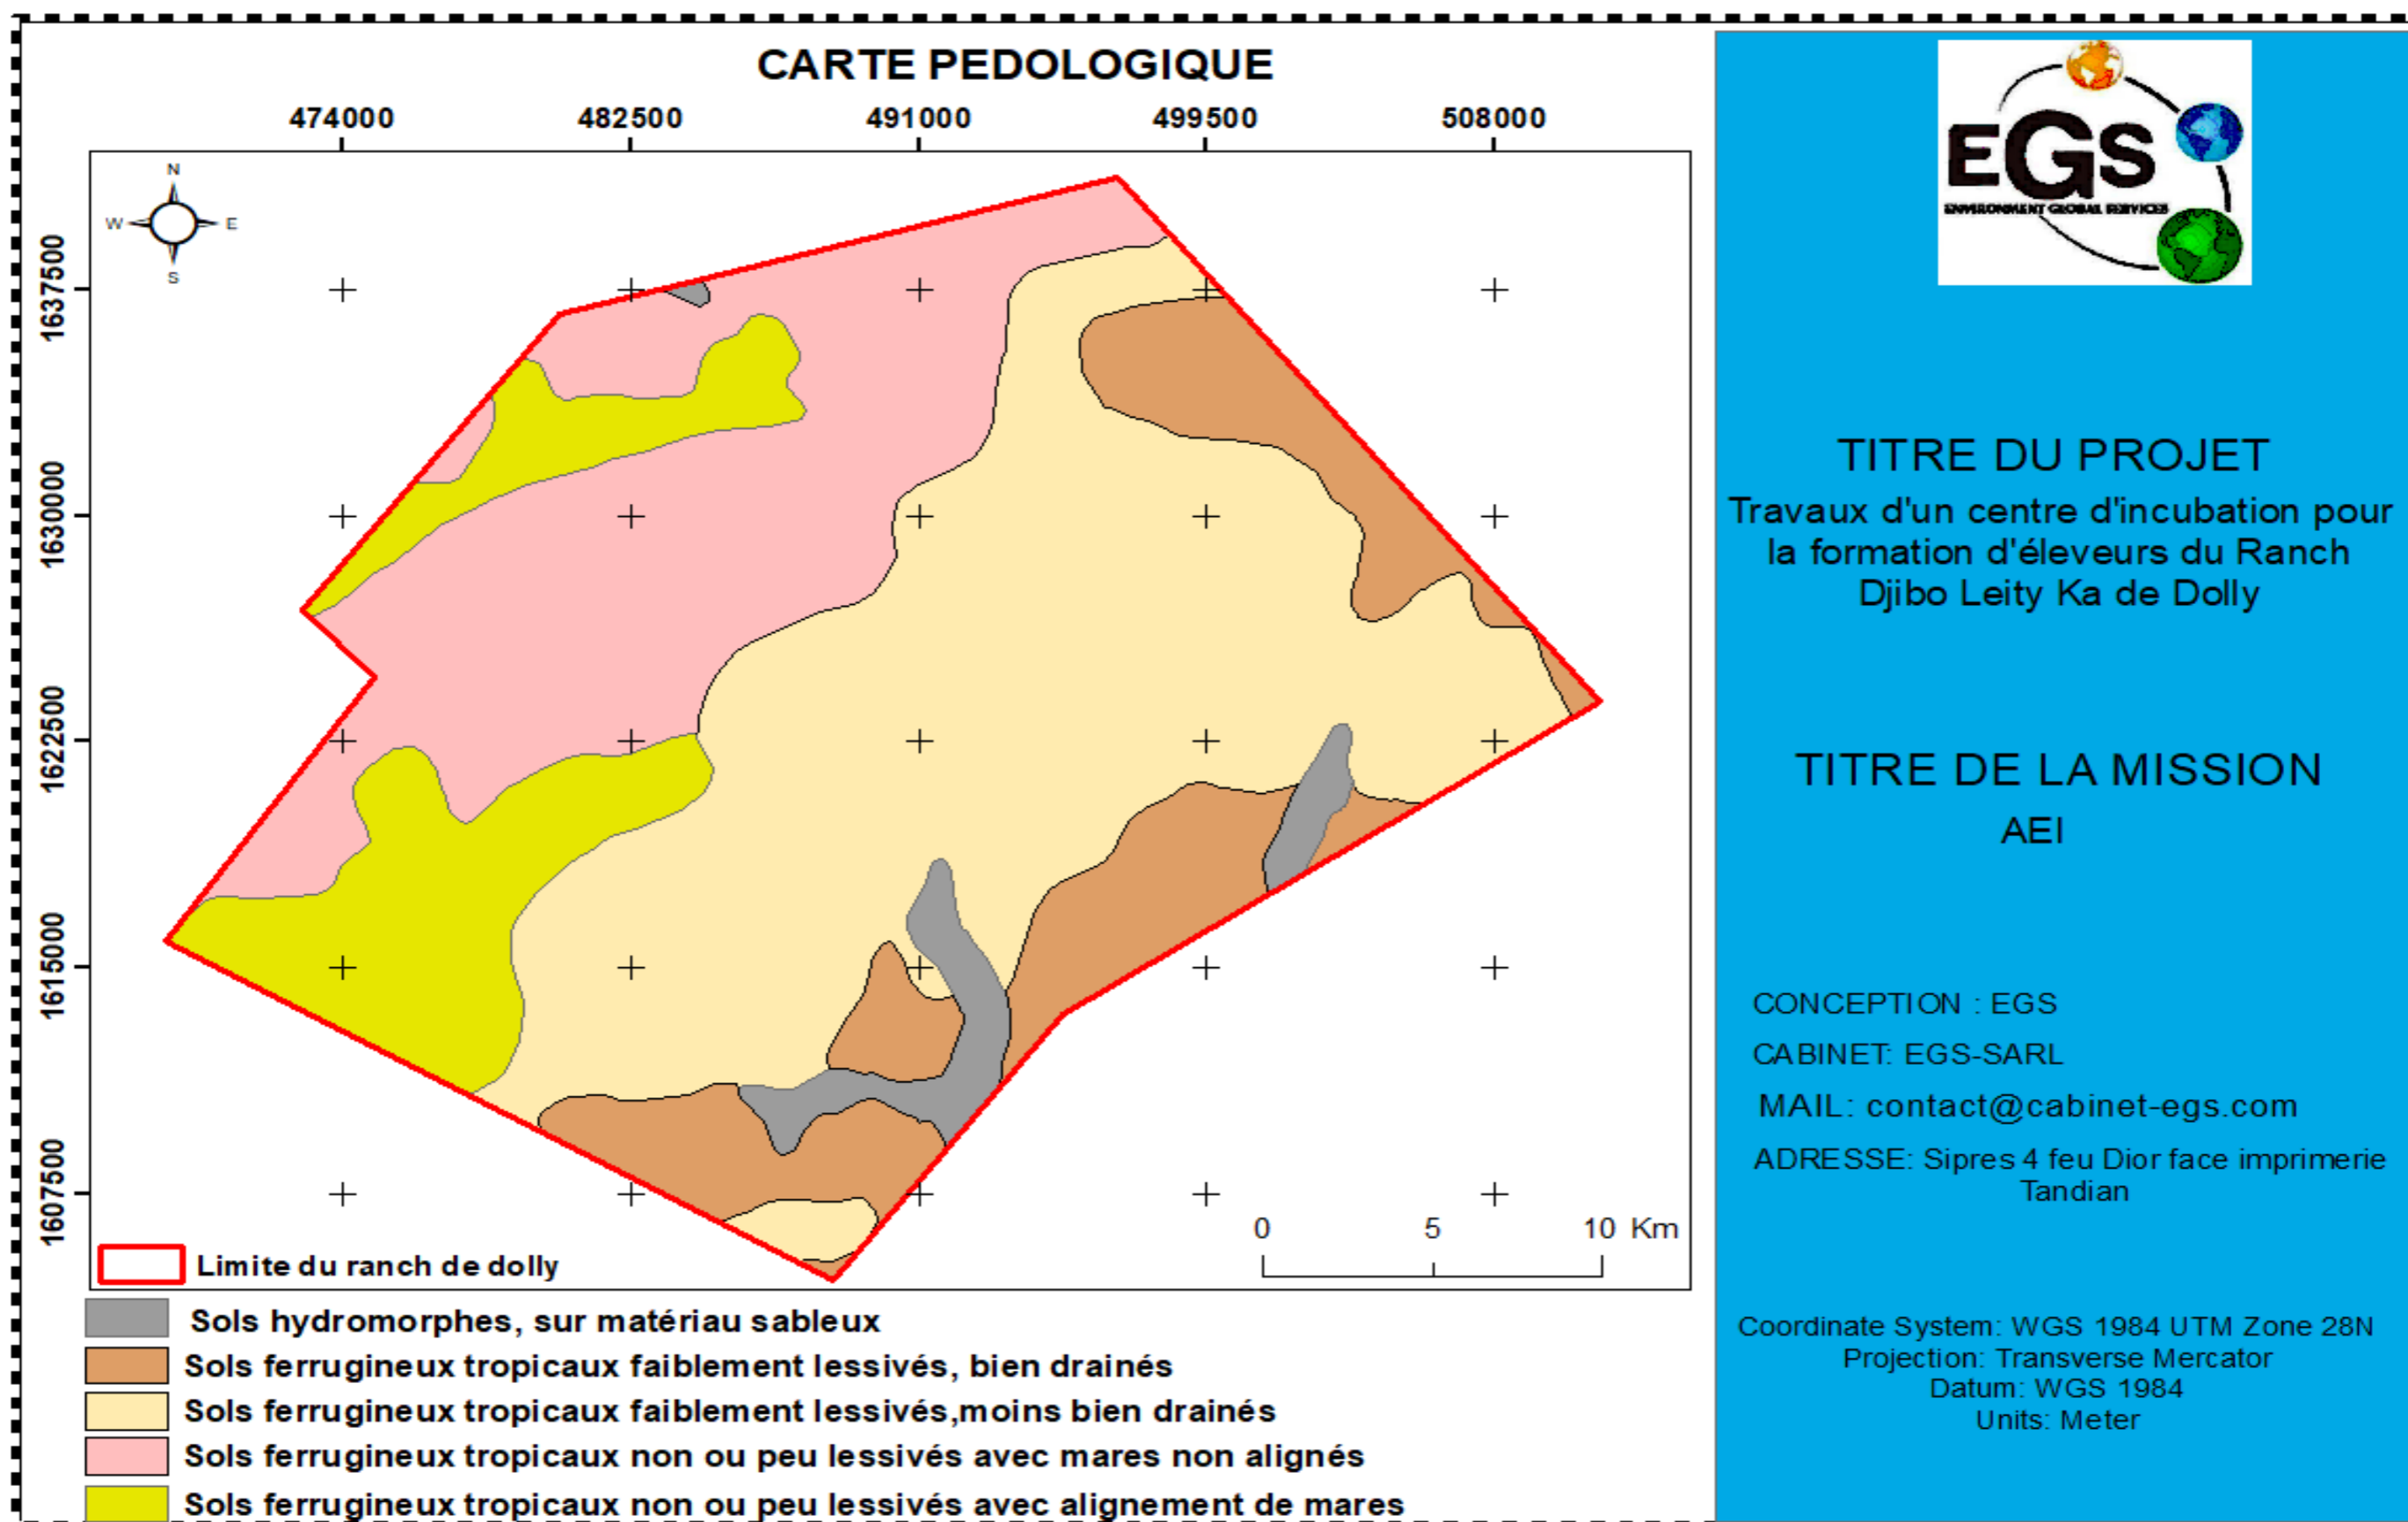 CARTE PEDOLOGIQUE
474000 482500 491000 499500 508000
N
W E
S
1637500
1630000
1622500
1615000
1607500
0 5 10 Km
Limite du ranch de dolly
Sols hydromorphes, sur matériau sableux
Sols ferrugineux tropicaux faiblement lessivés, bien drainés
Sols ferrugineux tropicaux faiblement lessivés,moins bien drainés
Sols ferrugineux tropicaux non ou peu lessivés avec mares non alignés
Sols ferrugineux tropicaux non ou peu lessivés avec alignement de mares
EGS
ENVIRONMENT GLOBAL SERVICES
TITRE DU PROJET
Travaux d'un centre d'incubation pour
la formation d'éleveurs du Ranch
Djibo Leity Ka de Dolly
TITRE DE LA MISSION
AEI
CONCEPTION : EGS
CABINET: EGS-SARL
MAIL: contact@cabinet-egs.com
ADRESSE: Sipres 4 feu Dior face imprimerie
Tandian
Coordinate System: WGS 1984 UTM Zone 28N
Projection: Transverse Mercator
Datum: WGS 1984
Units: Meter